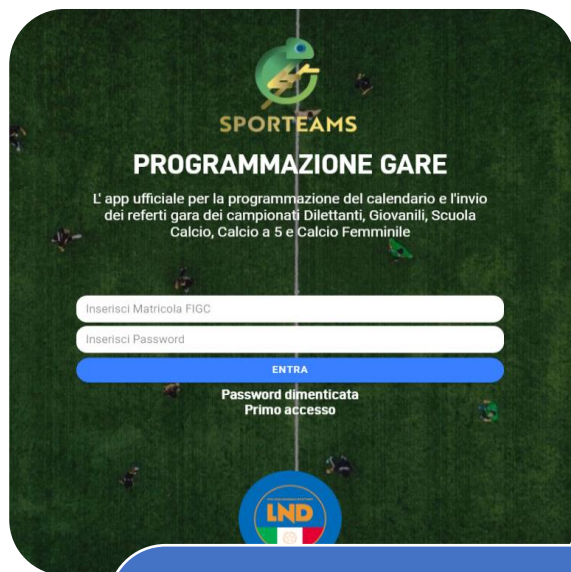 SPORTEAMS
PROGRAMMAZIONE GARE
L' app ufficiale per la programmazione del calendario e l'invio
dei referti gara dei campionati Dilettanti, Giovanili, Scuola
Calcio, Calcio a 5 e Calcio Femminile
Inserisci Matricola FIGC
Inserisci Password
ENTRA
Password dimenticata
Primo accesso
LND